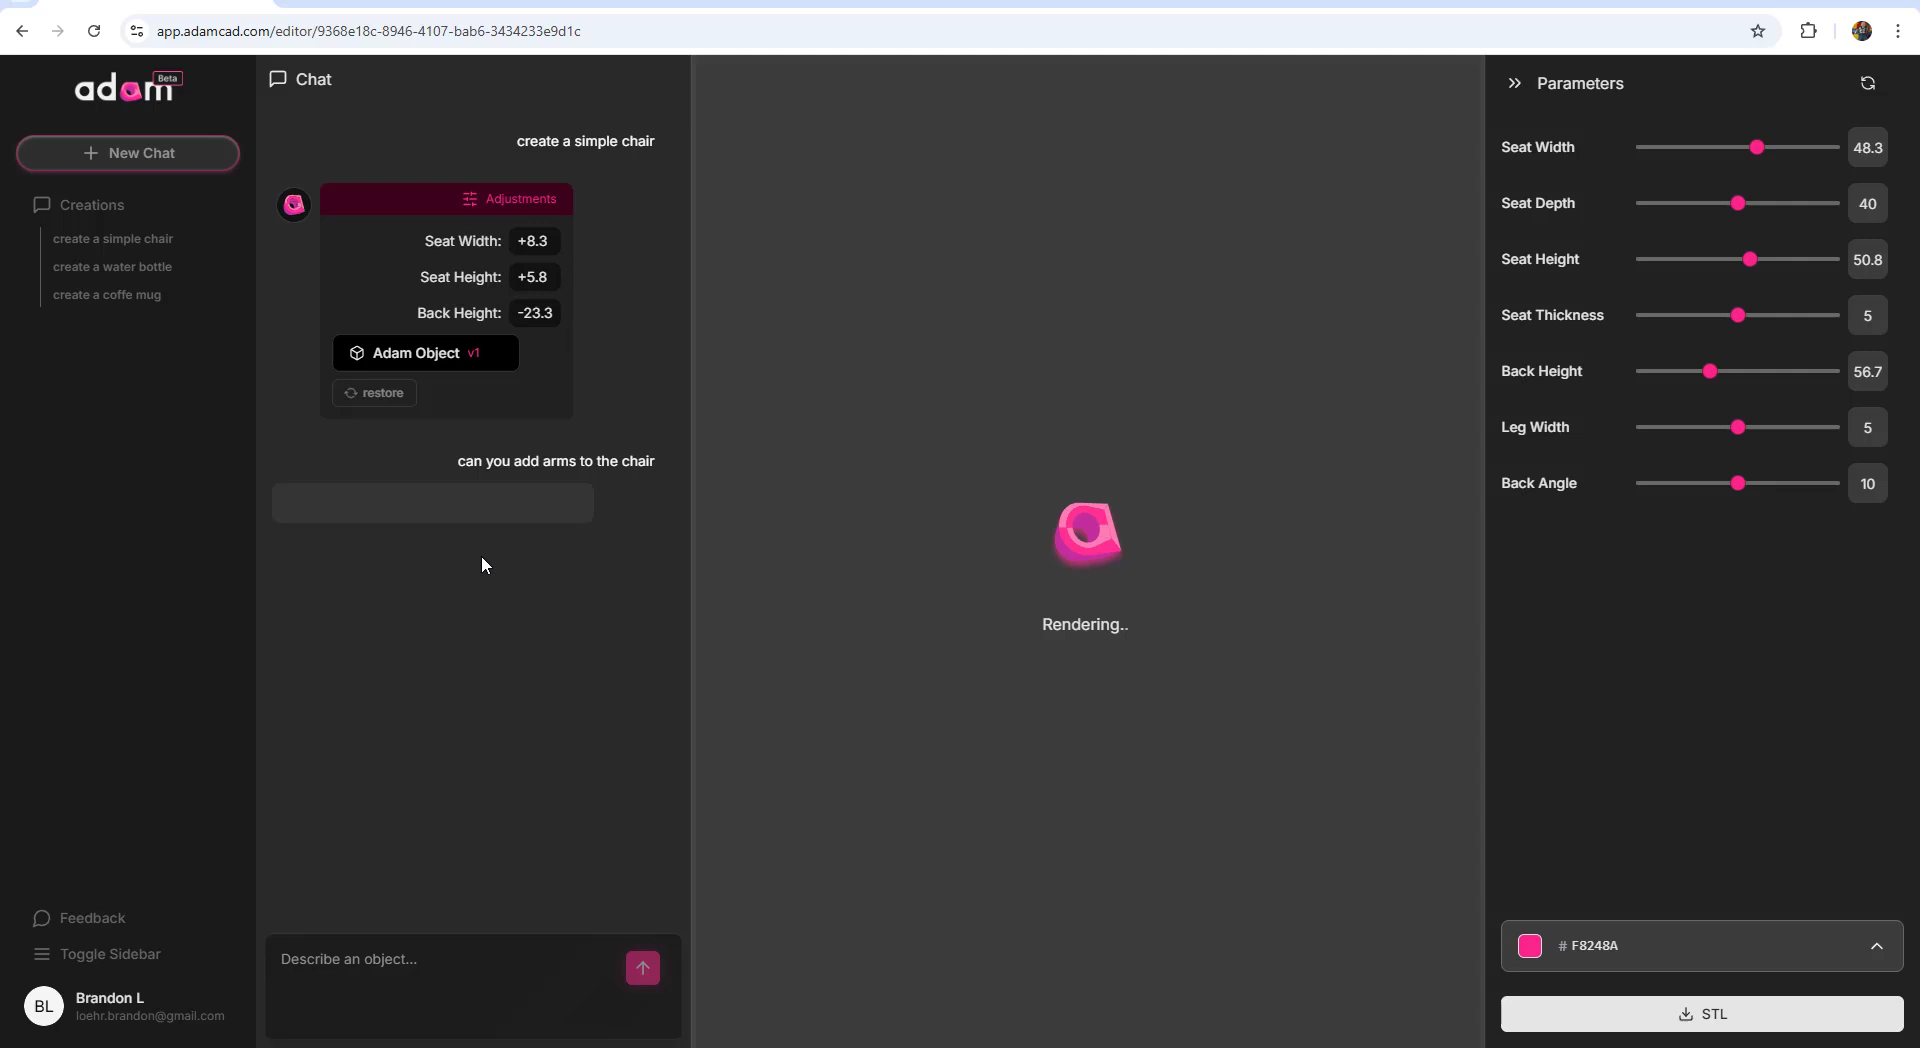 app.adamcad.com/editor/9368e18c-8946-4107-bab6-3434233e9d1c
adam Beta
New Chat
Creations
create a simple chair
create a water bottle
create a coffe mug
Feedback
Toggle Sidebar
BL
Brandon L
loehr.brandon@gmail.com
Chat
create a simple chair
Adjustments
Seat Width: +8.3
Seat Height: +5.8
Back Height: -23.3
Adam Object v1
restore
can you add arms to the chair
Describe an object...
Rendering..
Parameters
Seat Width 48.3
Seat Depth 40
Seat Height 50.8
Seat Thickness 5
Back Height 56.7
Leg Width 5
Back Angle 10
# F8248A
STL